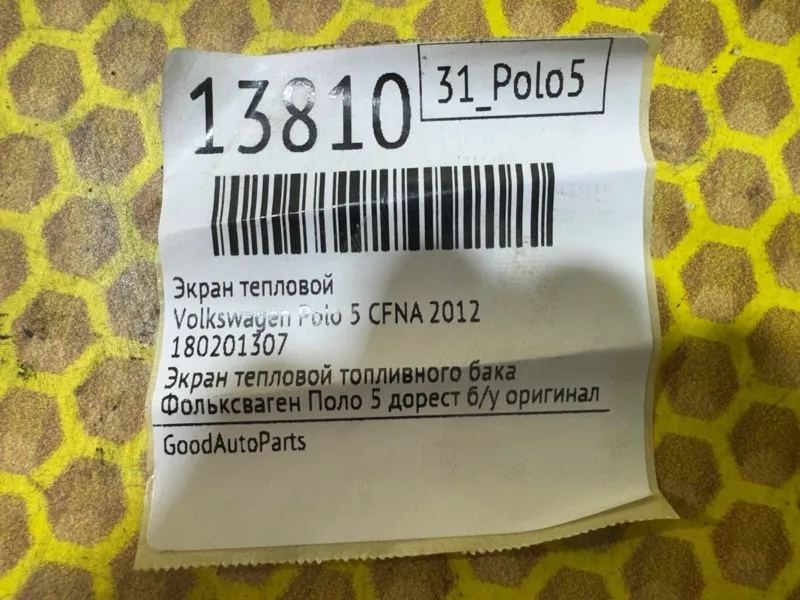 13810
31_Polo5
Экран тепловой
Volkswagen Polo 5 CFNA 2012
180201307
Экран тепловой топливного бака
Фольксваген Поло 5 дорест б/у оригинал
GoodAutoParts